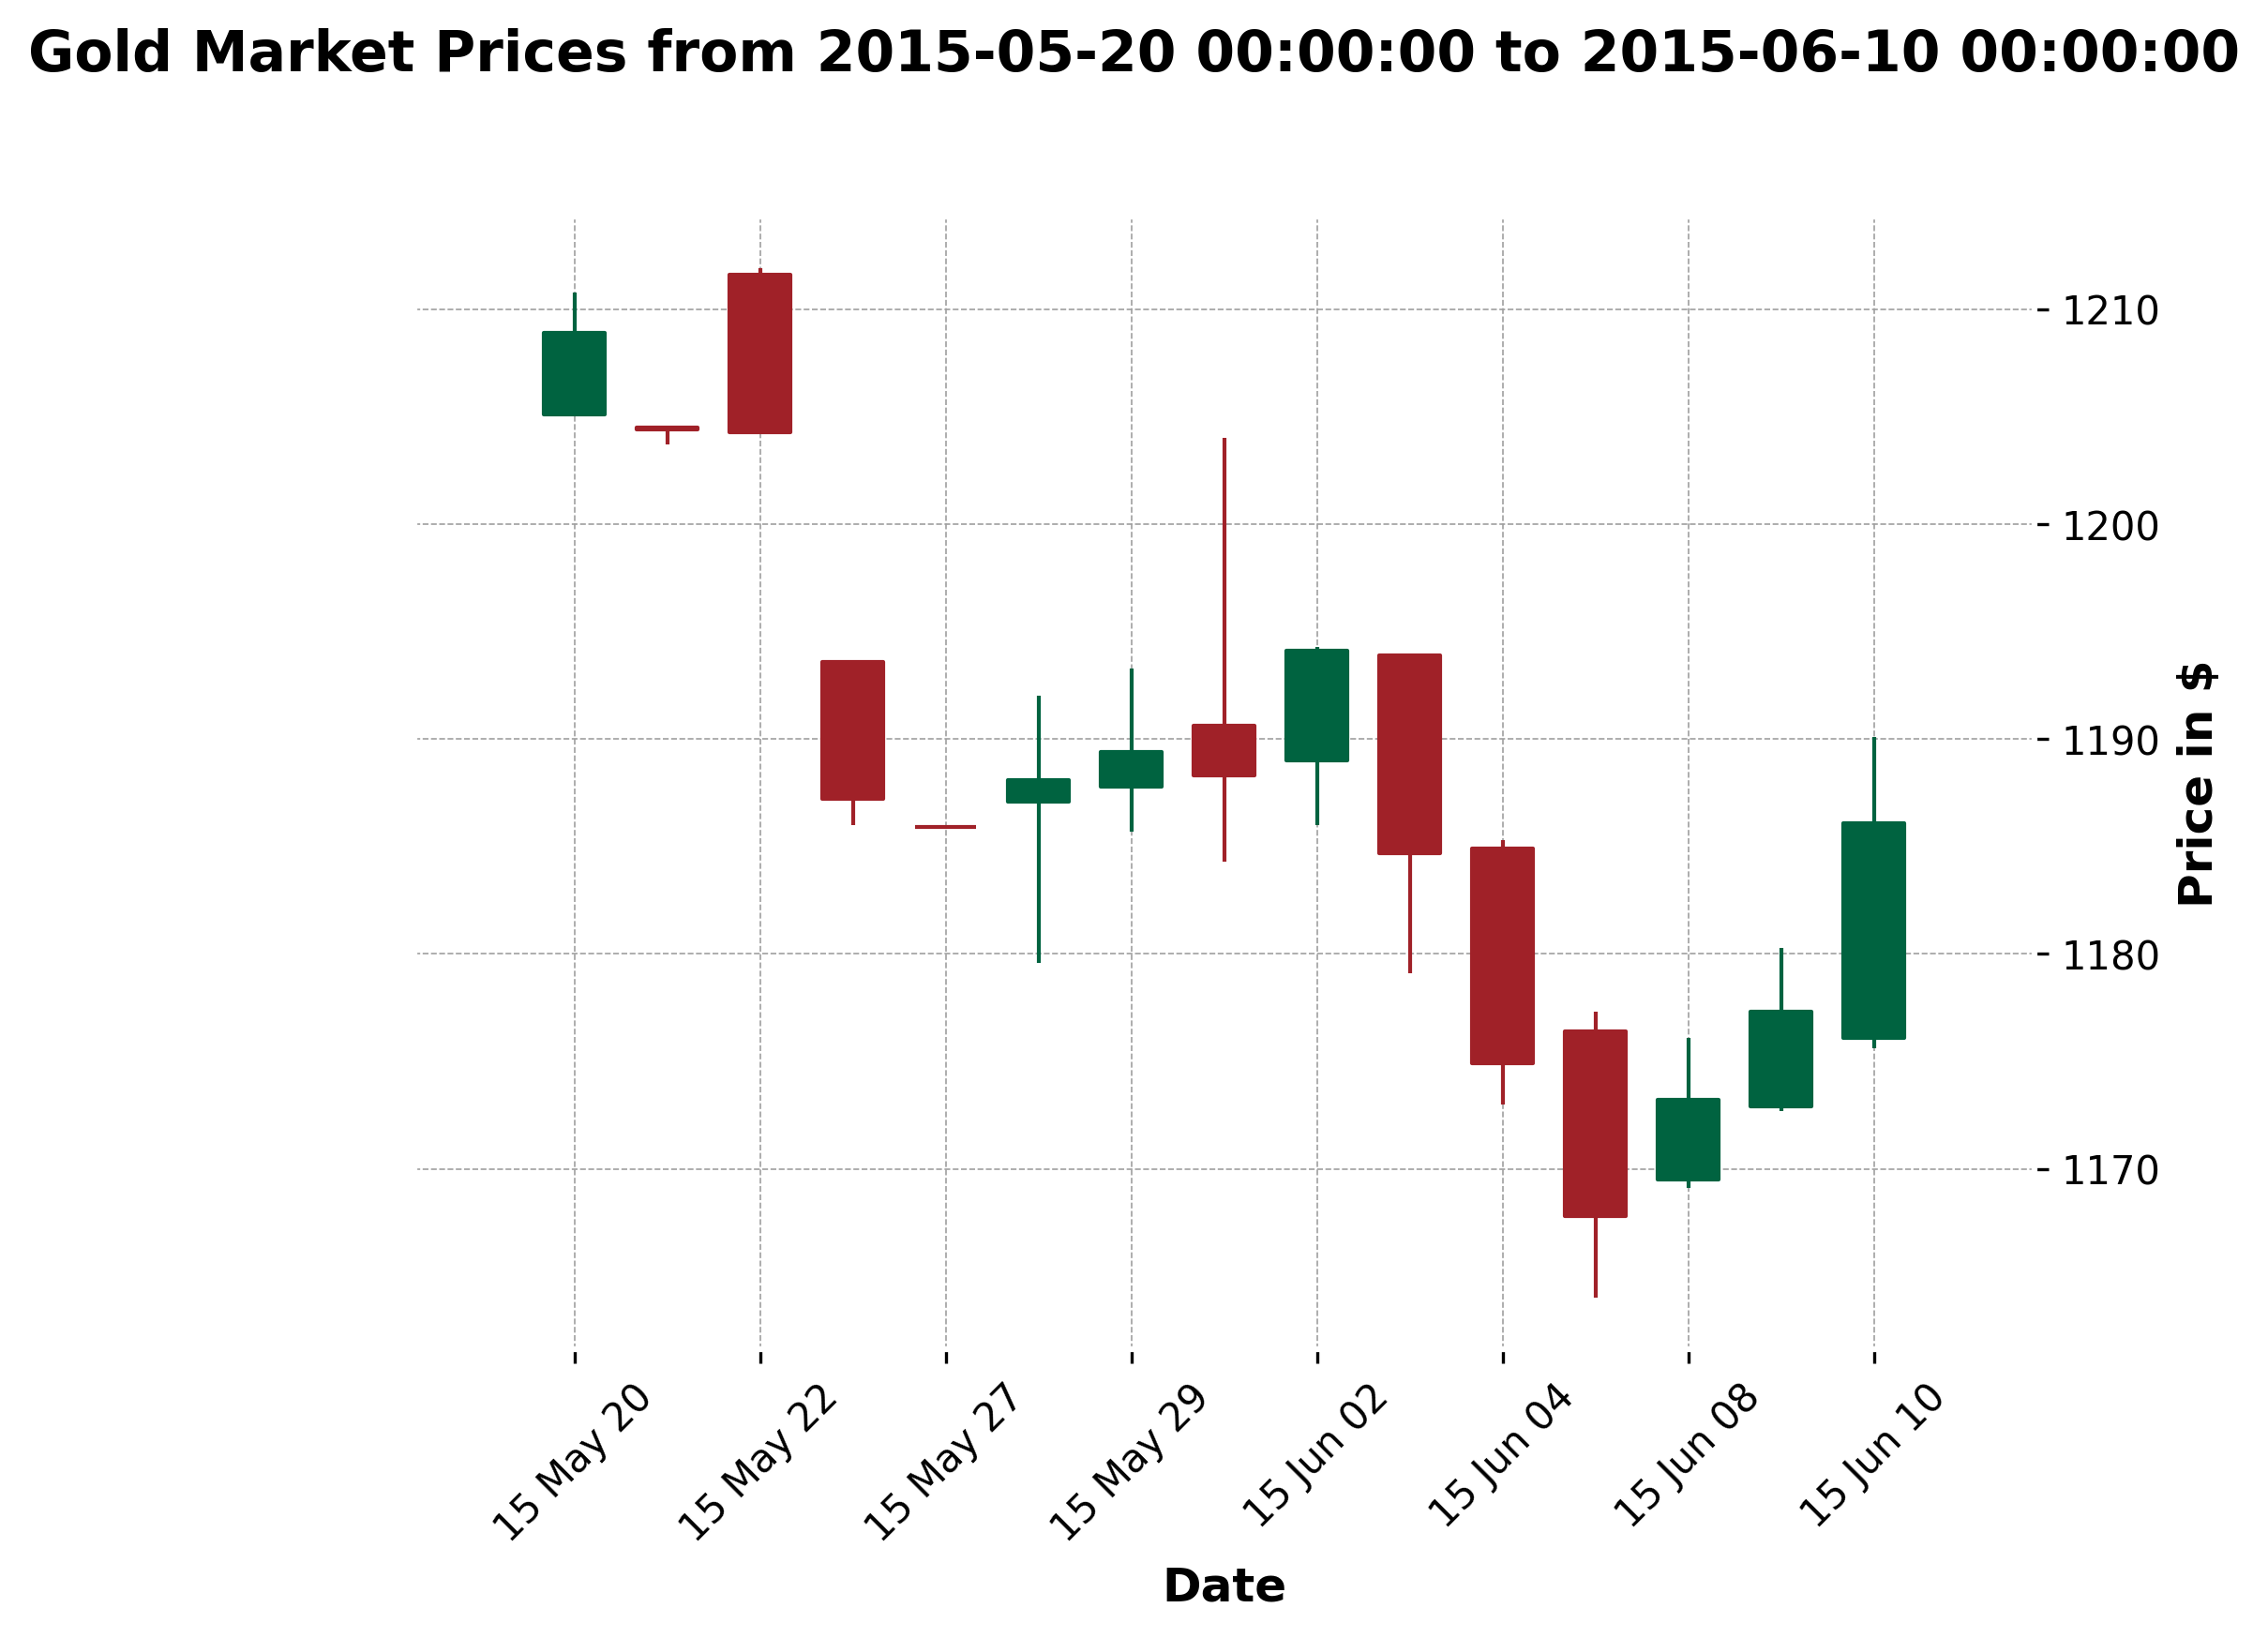 Gold Market Prices from 2015-05-20 00:00:00 to 2015-06-10 00:00:00
1210
1200
1190
1180
1170
Price in $
15 May 20
15 May 22
15 May 27
15 May 29
15 Jun 02
15 Jun 04
15 Jun 08
15 Jun 10
Date